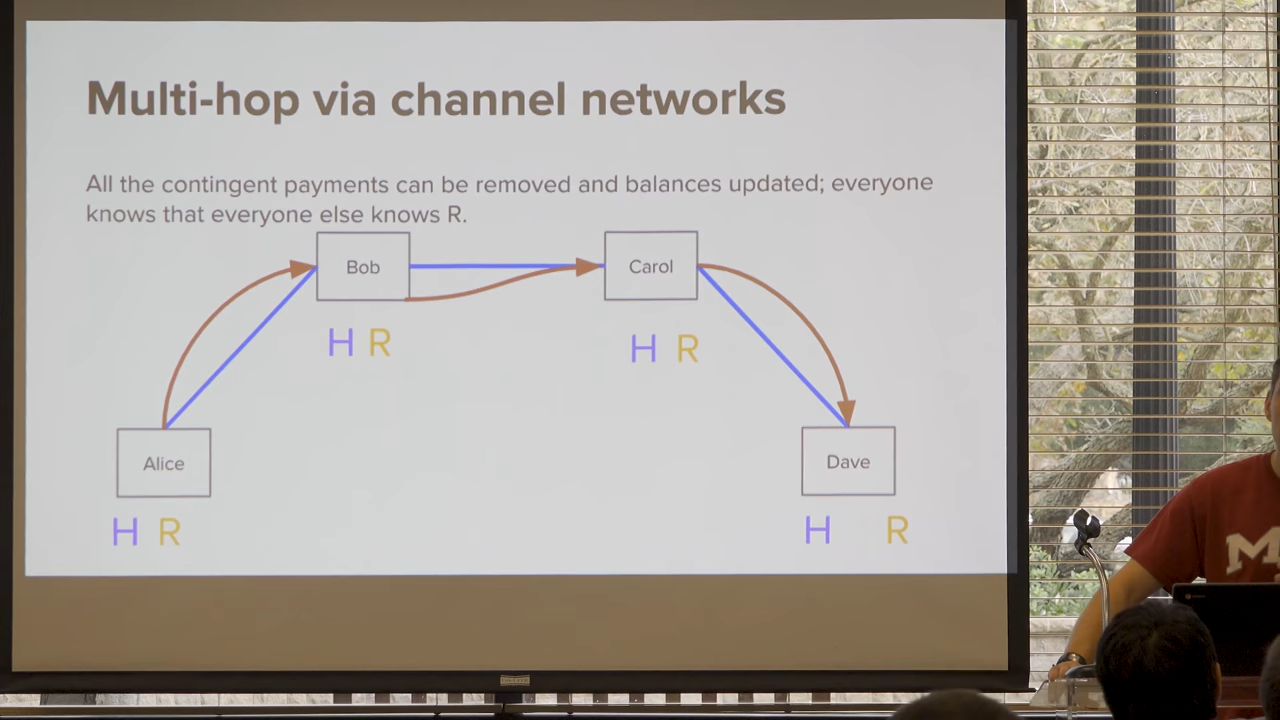 Multi-hop via channel networks
All the contingent payments can be removed and balances updated; everyone
knows that everyone else knows R.
Bob
Carol
H R
H R
Alice
Dave
H R
H R
M